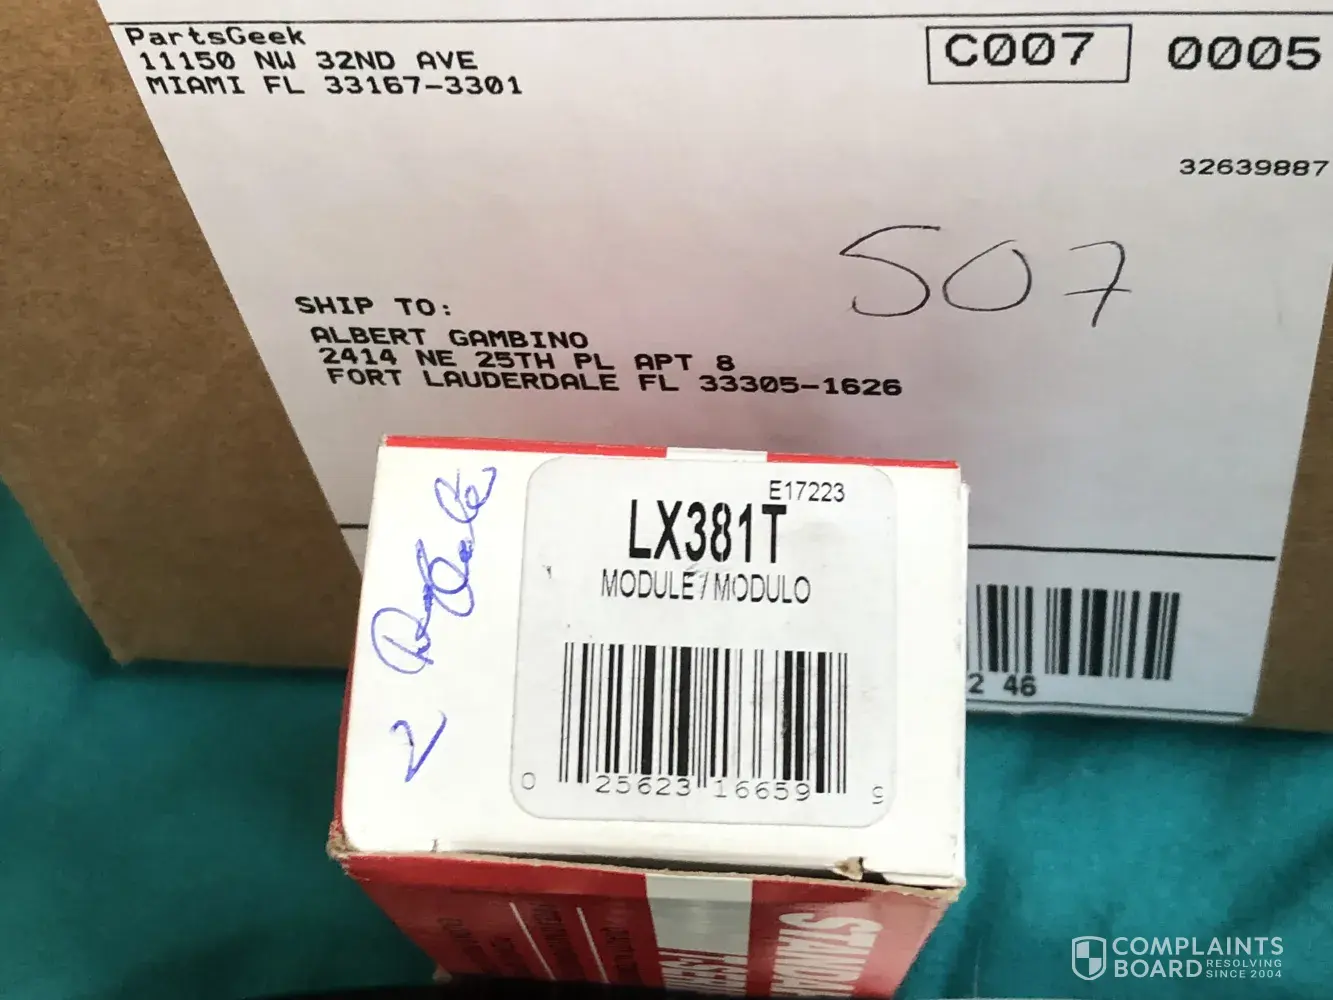 PartsGeek
11150 NW 32ND AVE
MIAMI FL 33167-3301
C007 0005
32639887
507
SHIP TO:
ALBERT GAMBINO
2414 NE 25TH PL APT 8
FORT LAUDERDALE FL 33305-1626
E17223
LX381T
MODULE / MODULO
0 25623 16659 9
2
2 46
COMPLAINTS
BOARD RESOLVING
SINCE 2004